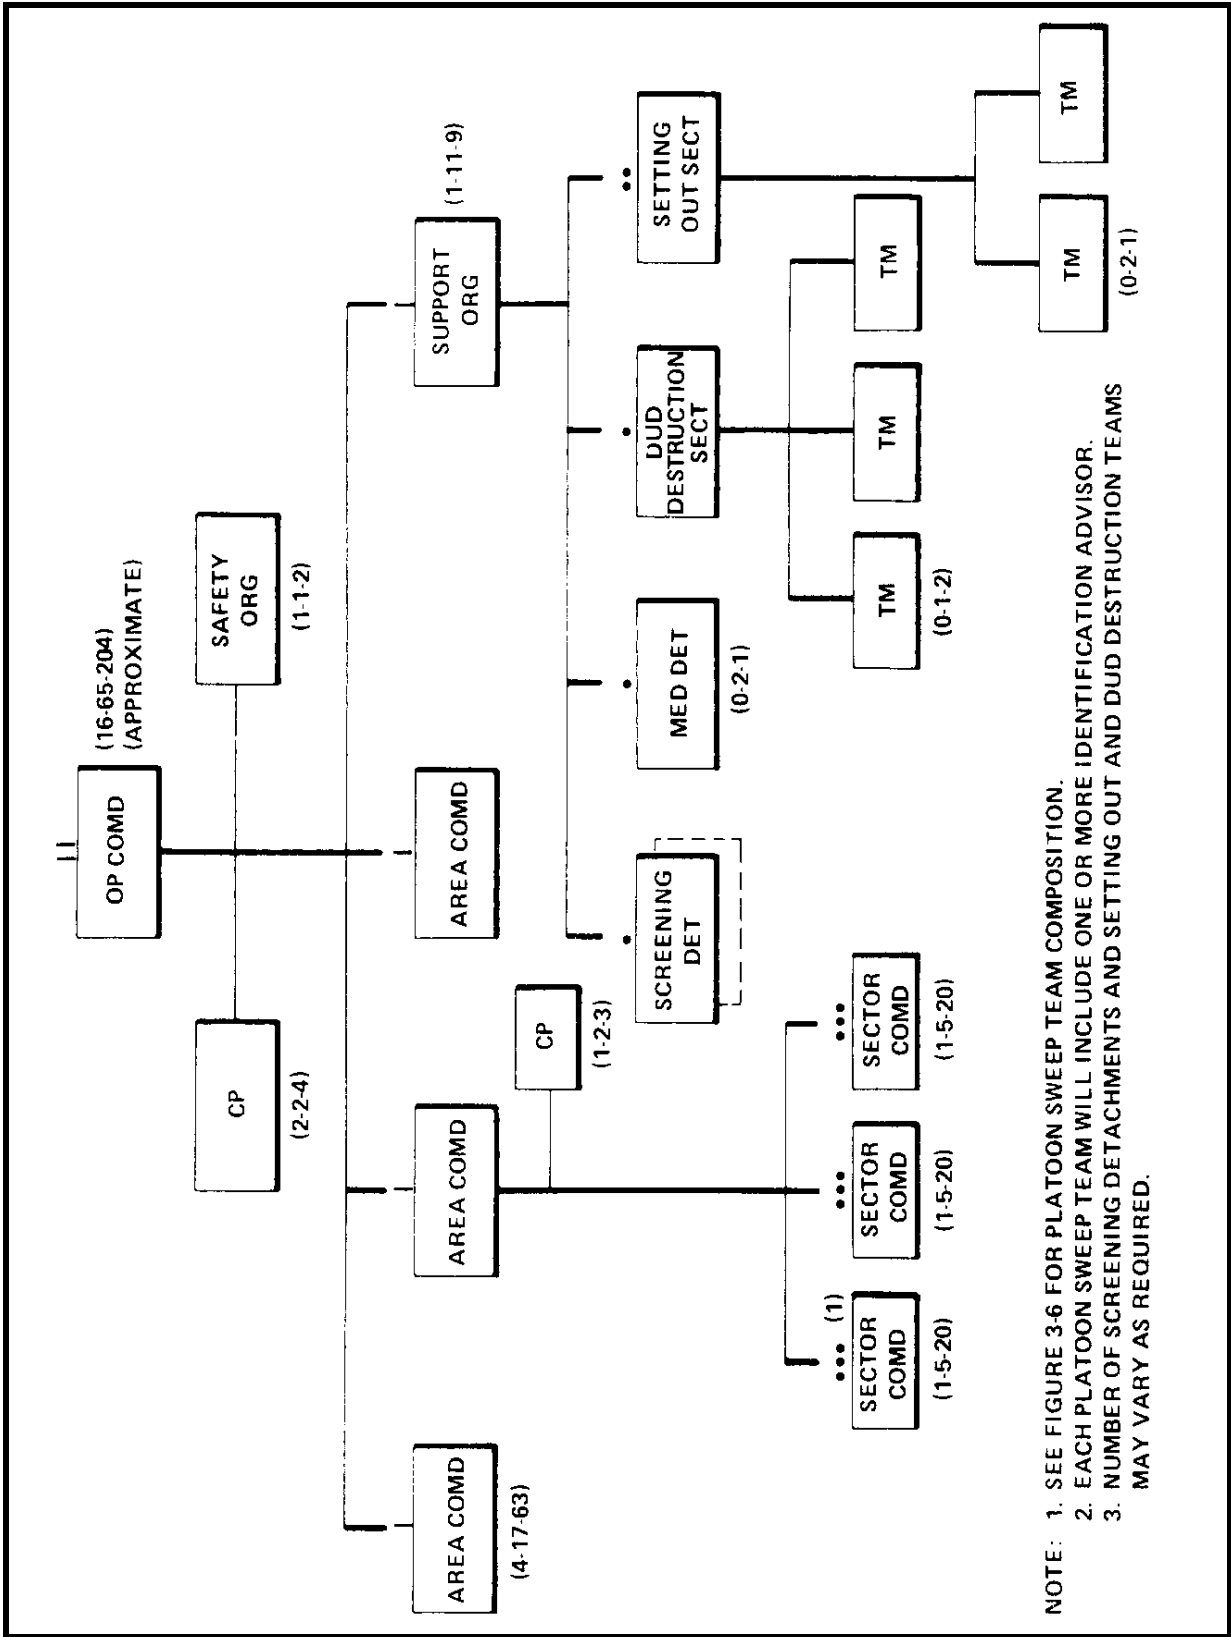 OP COMD
(16-65-204)
(APPROXIMATE)
CP
(2-2-4)
SAFETY
ORG
(1-1-2)
AREA COMD
(4-17-63)
AREA COMD
AREA COMD
SUPPORT
ORG
(1-11-9)
CP
(1-2-3)
SCREENING
DET
MED DET
(0-2-1)
DUD
DESTRUCTION
SECT
SETTING
OUT SECT
(1)
SECTOR
COMD
(1-5-20)
SECTOR
COMD
(1-5-20)
SECTOR
COMD
(1-5-20)
TM
(0-1-2)
TM
TM
TM
(0-2-1)
TM
NOTE: 1. SEE FIGURE 3-6 FOR PLATOON SWEEP TEAM COMPOSITION.
2. EACH PLATOON SWEEP TEAM WILL INCLUDE ONE OR MORE IDENTIFICATION ADVISOR.
3. NUMBER OF SCREENING DETACHMENTS AND SETTING OUT AND DUD DESTRUCTION TEAMS
MAY VARY AS REQUIRED.